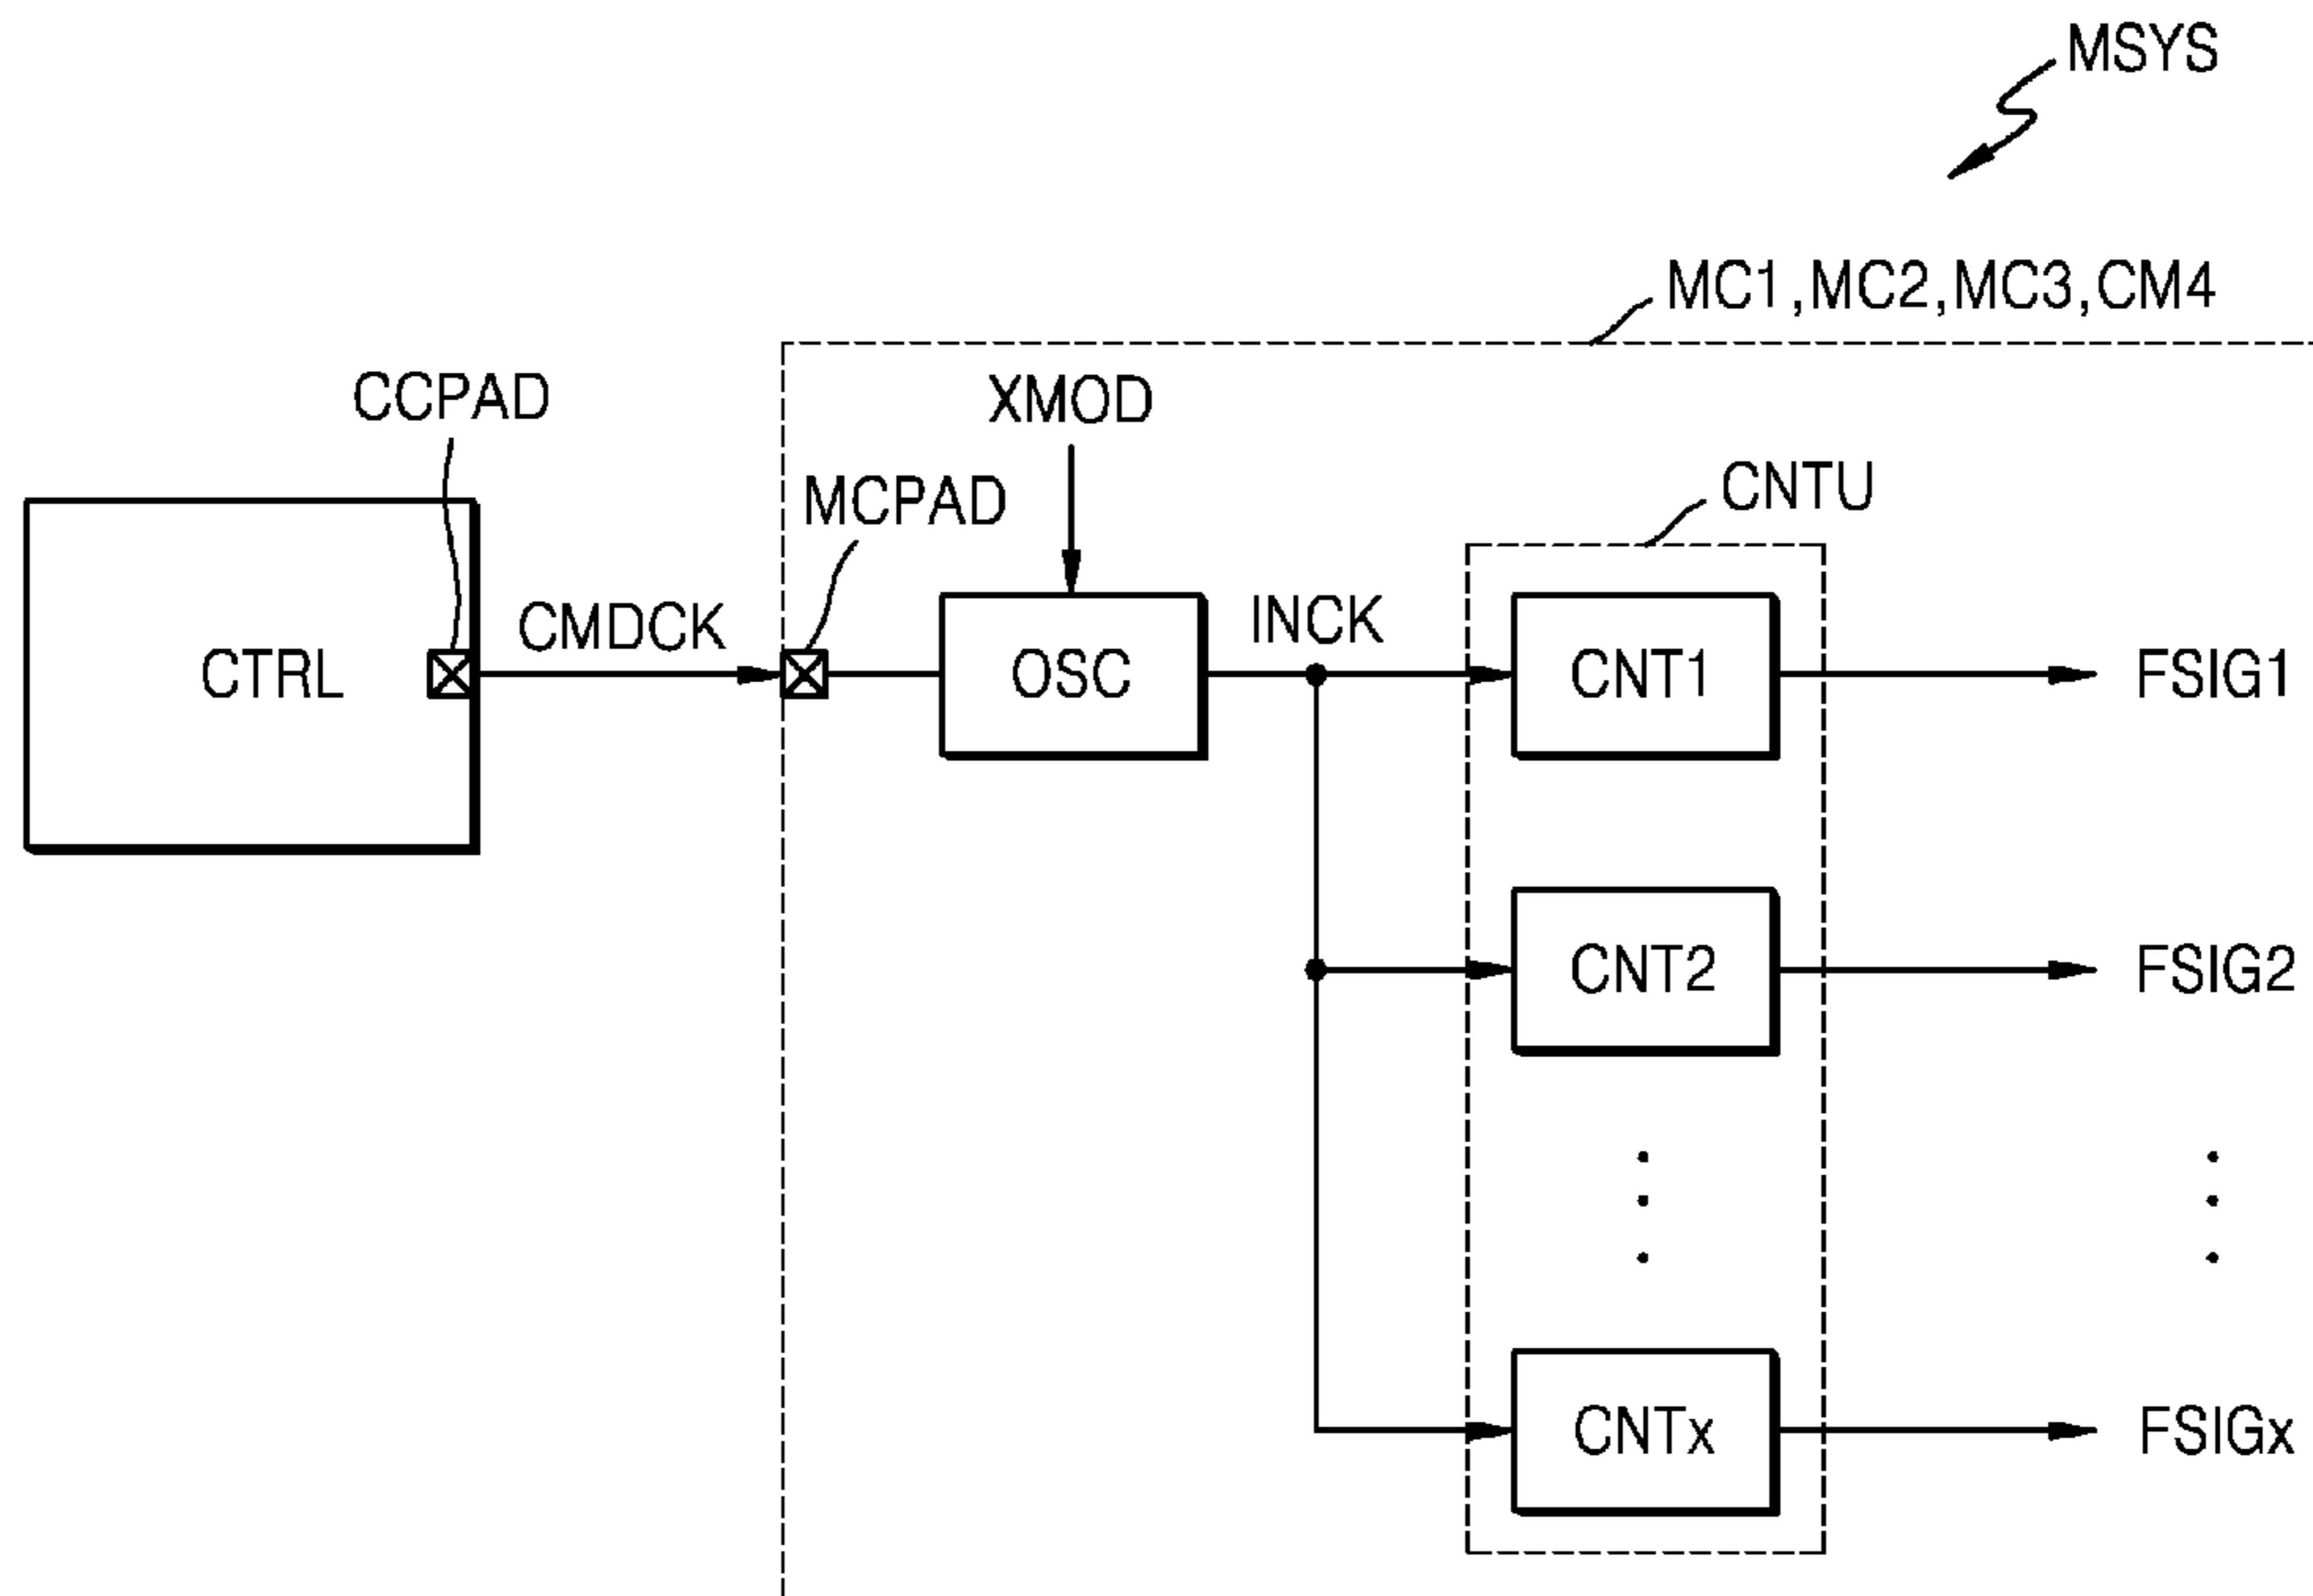 MSYS
MC1,MC2,MC3,CM4
CCPAD
XMOD
MCPAD
CNTU
CMDCK
INCK
CTRL
OSC
CNT1
FSIG1
CNT2
FSIG2
CNTx
FSIGx